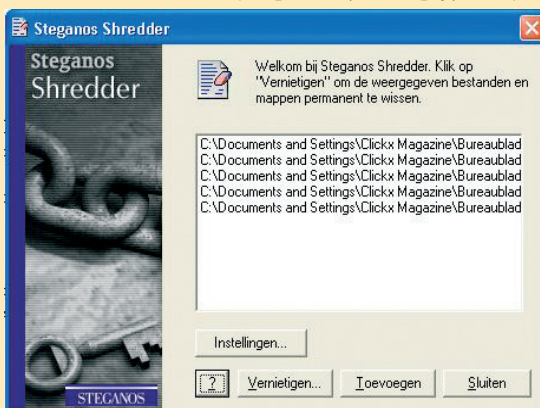 Steganos Shredder
Steganos
Shredder
Welkom bij Steganos Shredder. Klik op
"Vernietigen" om de weergegeven bestanden en
mappen permanent te wissen.
C:\Documents and Settings\Clickx Magazine\Bureaublad
C:\Documents and Settings\Clickx Magazine\Bureaublad
C:\Documents and Settings\Clickx Magazine\Bureaublad
C:\Documents and Settings\Clickx Magazine\Bureaublad
C:\Documents and Settings\Clickx Magazine\Bureaublad
Instellingen...
? Vernietigen... Toevoegen Sluiten
STEGANOS